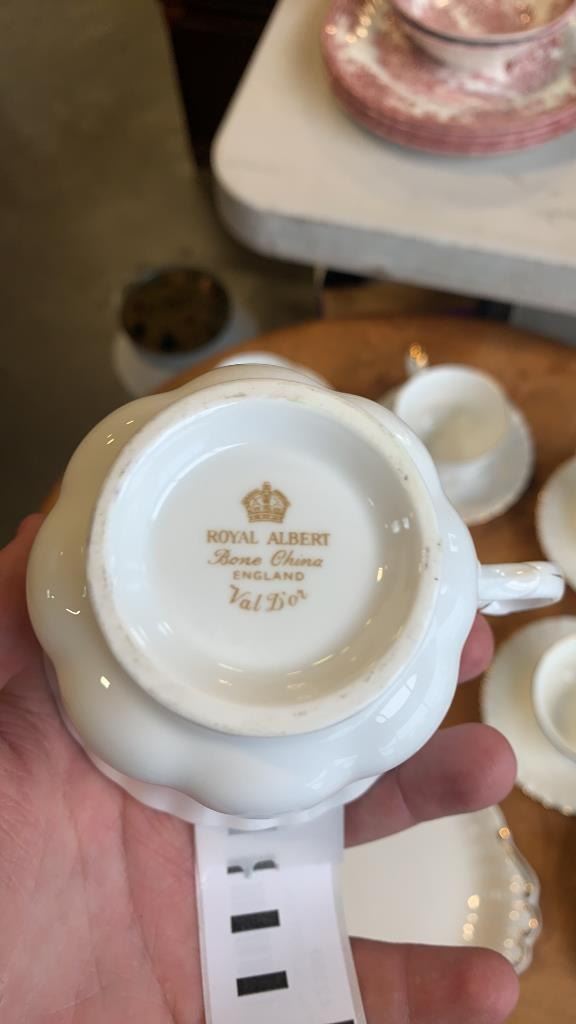 ROYAL ALBERT
Bone China
ENGLAND
Val D'or